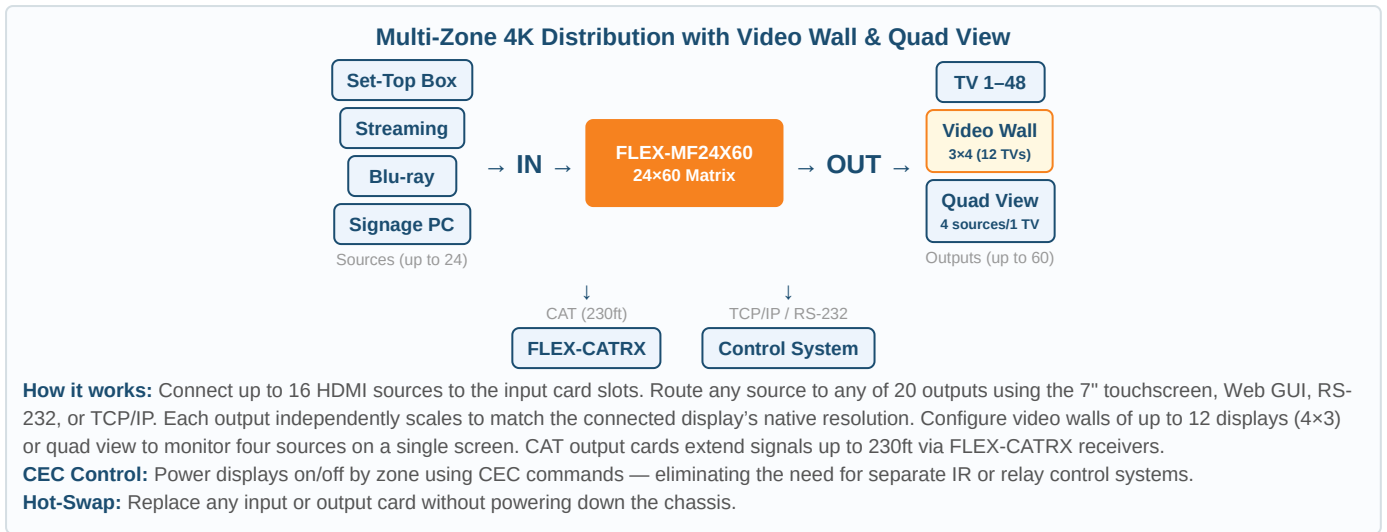 Multi-Zone 4K Distribution with Video Wall & Quad View
Set-Top Box
Streaming
Blu-ray
Signage PC
Sources (up to 24)
→ IN →
FLEX-MF24X60
24×60 Matrix
→ OUT →
TV 1–48
Video Wall
3×4 (12 TVs)
Quad View
4 sources/1 TV
Outputs (up to 60)
↓
CAT (230ft)
FLEX-CATRX
↓
TCP/IP / RS-232
Control System
How it works: Connect up to 16 HDMI sources to the input card slots. Route any source to any of 20 outputs using the 7" touchscreen, Web GUI, RS-
232, or TCP/IP. Each output independently scales to match the connected display’s native resolution. Configure video walls of up to 12 displays (4×3)
or quad view to monitor four sources on a single screen. CAT output cards extend signals up to 230ft via FLEX-CATRX receivers.
CEC Control: Power displays on/off by zone using CEC commands — eliminating the need for separate IR or relay control systems.
Hot-Swap: Replace any input or output card without powering down the chassis.